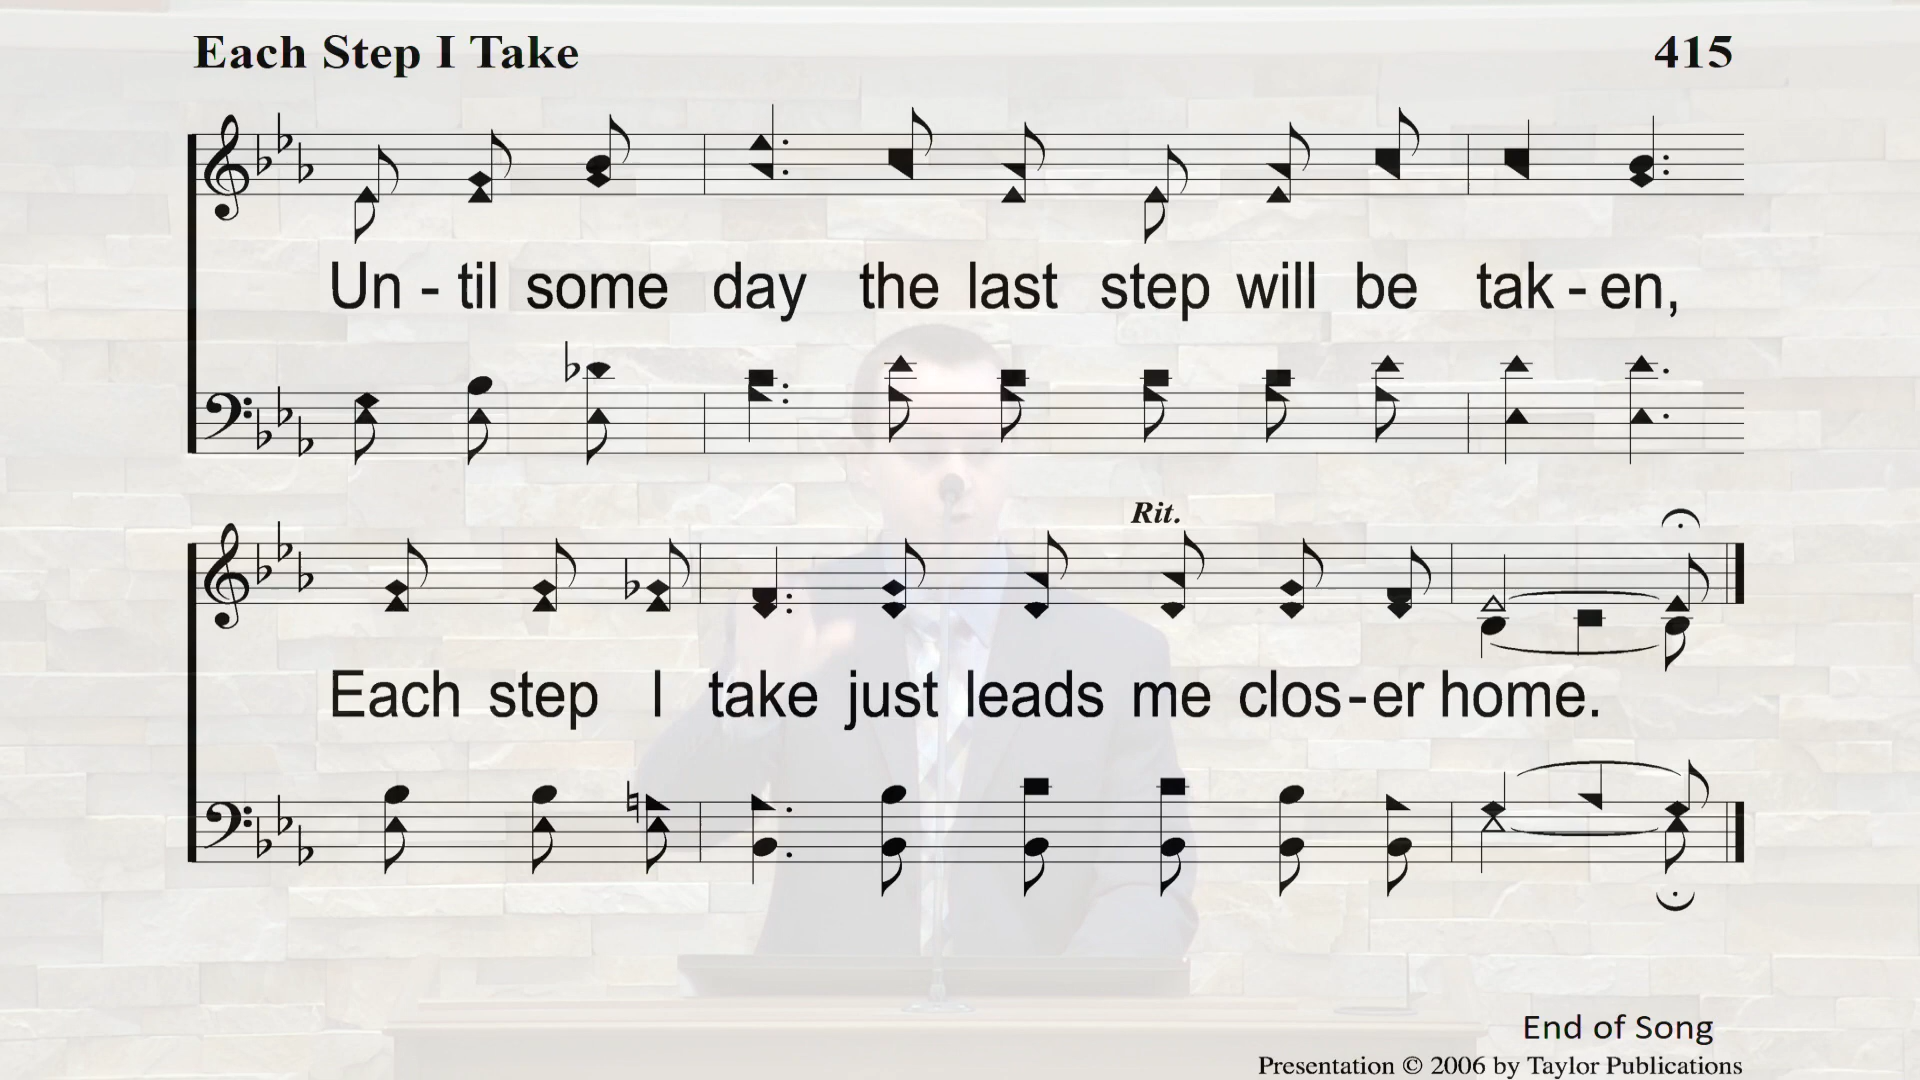 Each Step I Take 415
Un - til some day the last step will be tak - en,
Rit.
Each step I take just leads me clos - er home.
End of Song
Presentation © 2006 by Taylor Publications